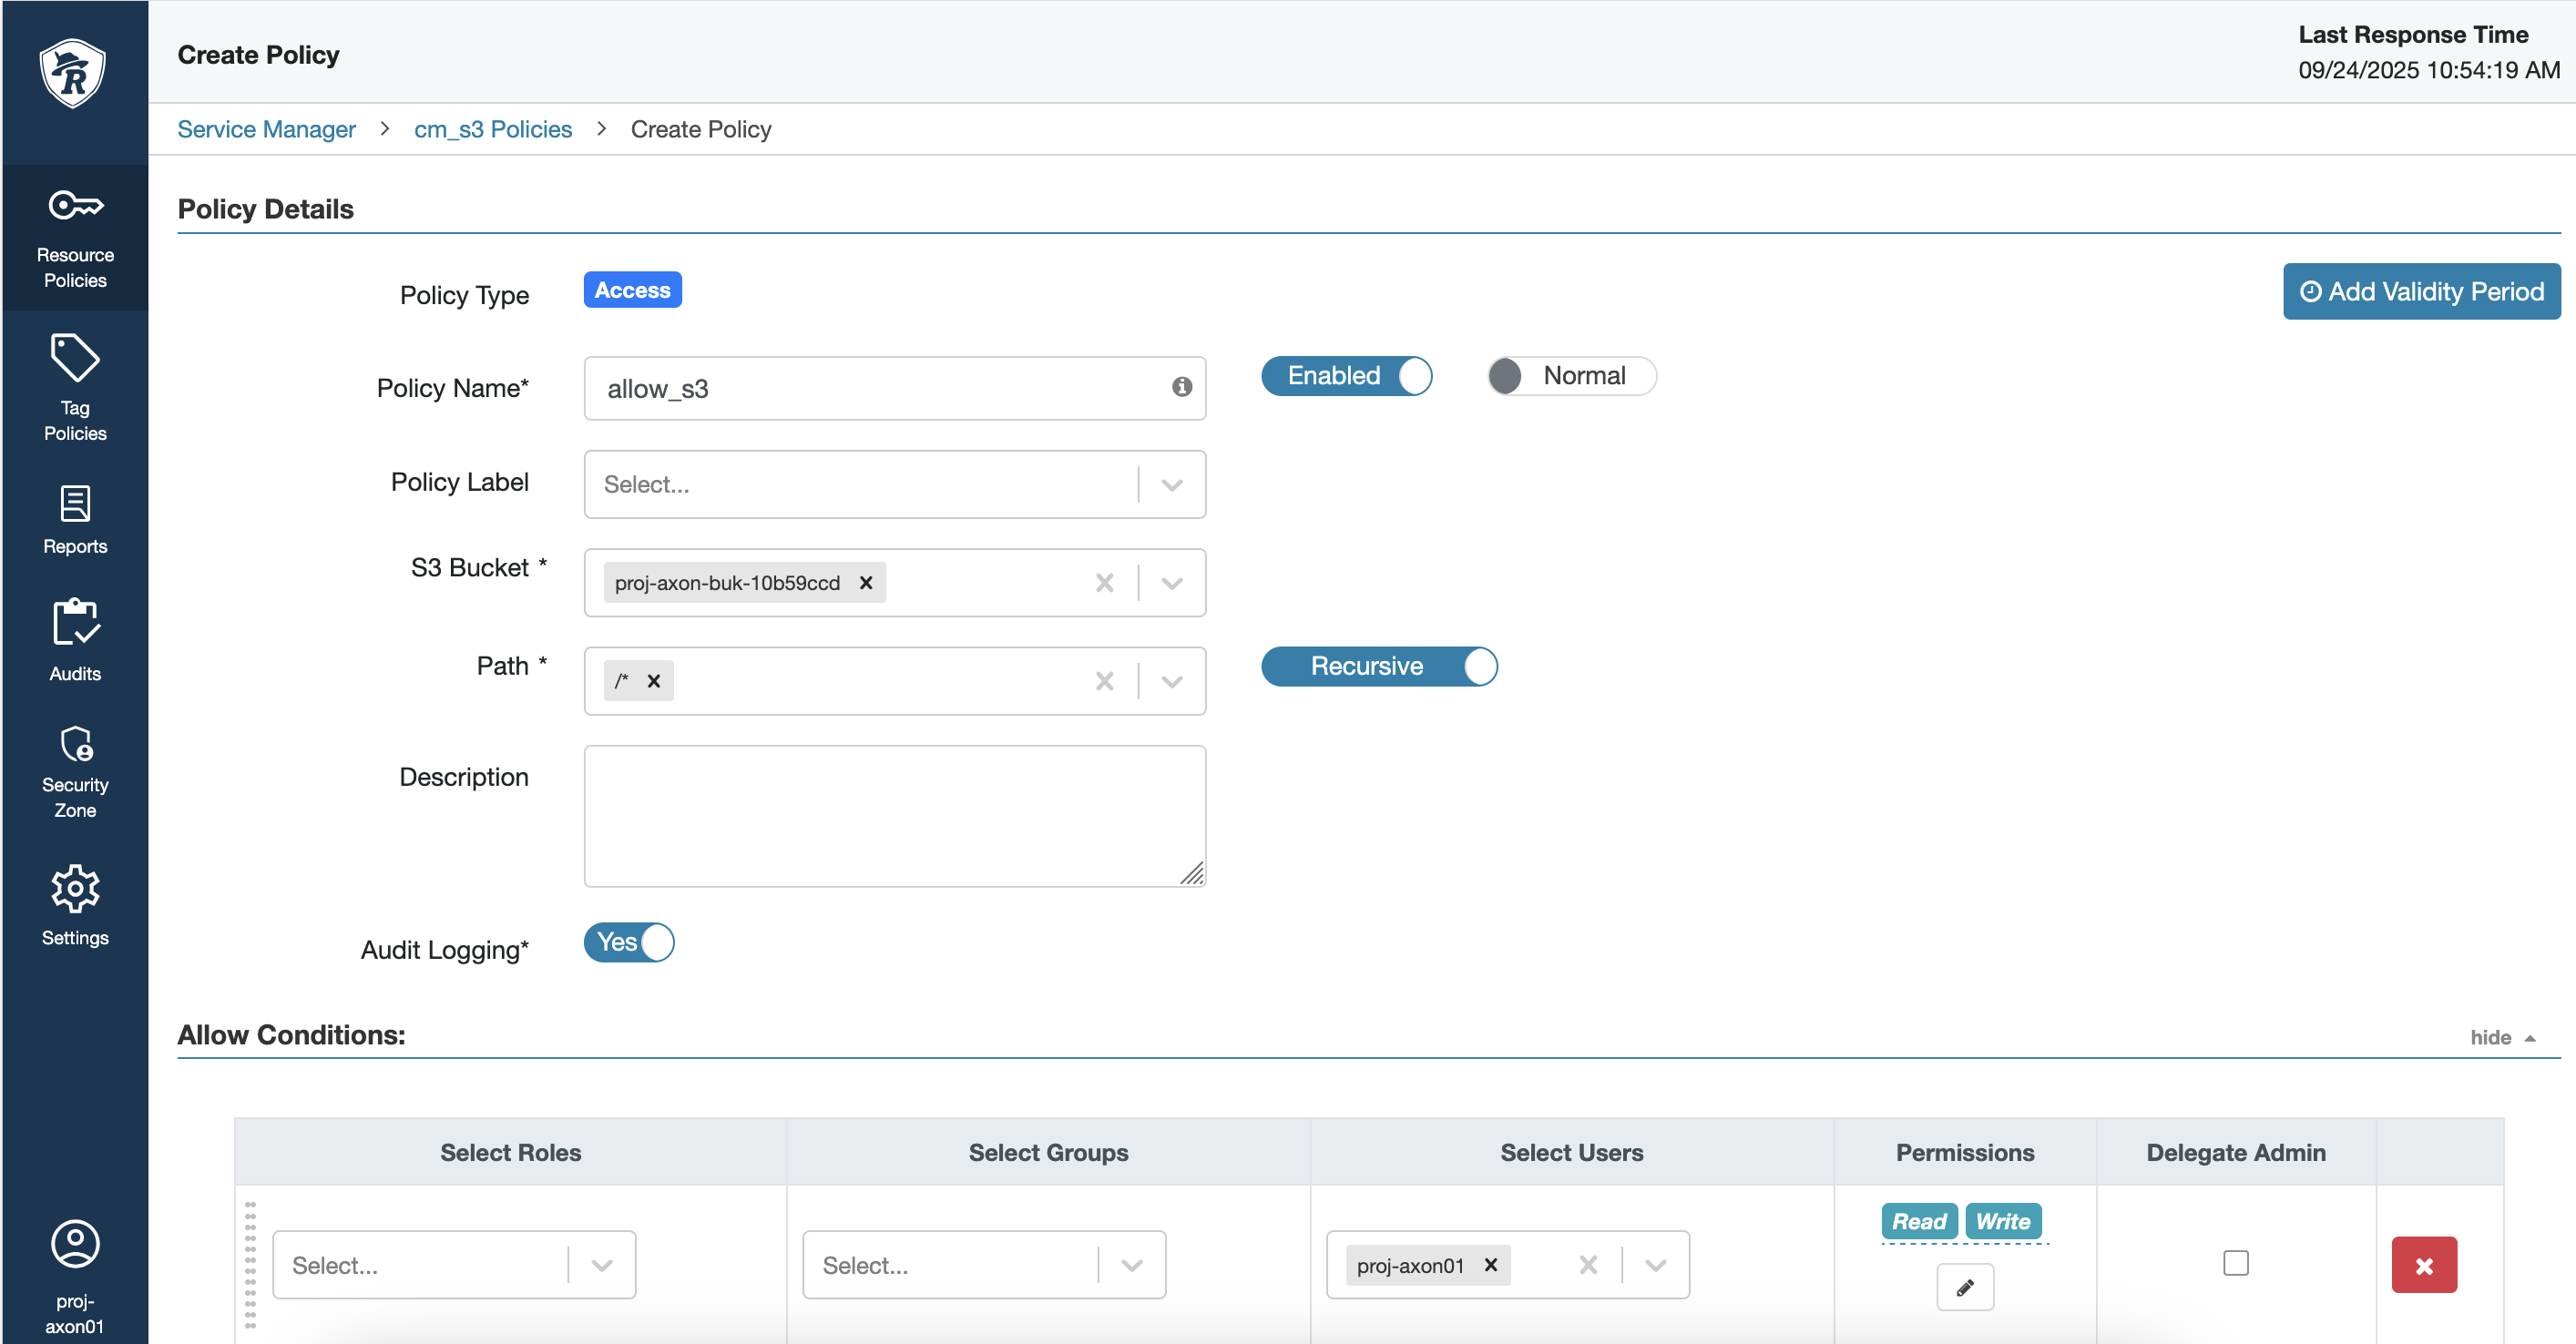 Create Policy
Last Response Time
09/24/2025 10:54:19 AM
Service Manager > cm_s3 Policies > Create Policy
R
Resource
Policies
Tag
Policies
Reports
Audits
Security
Zone
Settings
proj-
axon01
Policy Details
Policy Type Access
Add Validity Period
Policy Name* allow_s3 Enabled Normal
Policy Label Select...
S3 Bucket * proj-axon-buk-10b59ccd
Path * /* Recursive
Description
Audit Logging* Yes
Allow Conditions:
hide
Select Roles Select Groups Select Users Permissions Delegate Admin
Read Write
Select... Select... proj-axon01